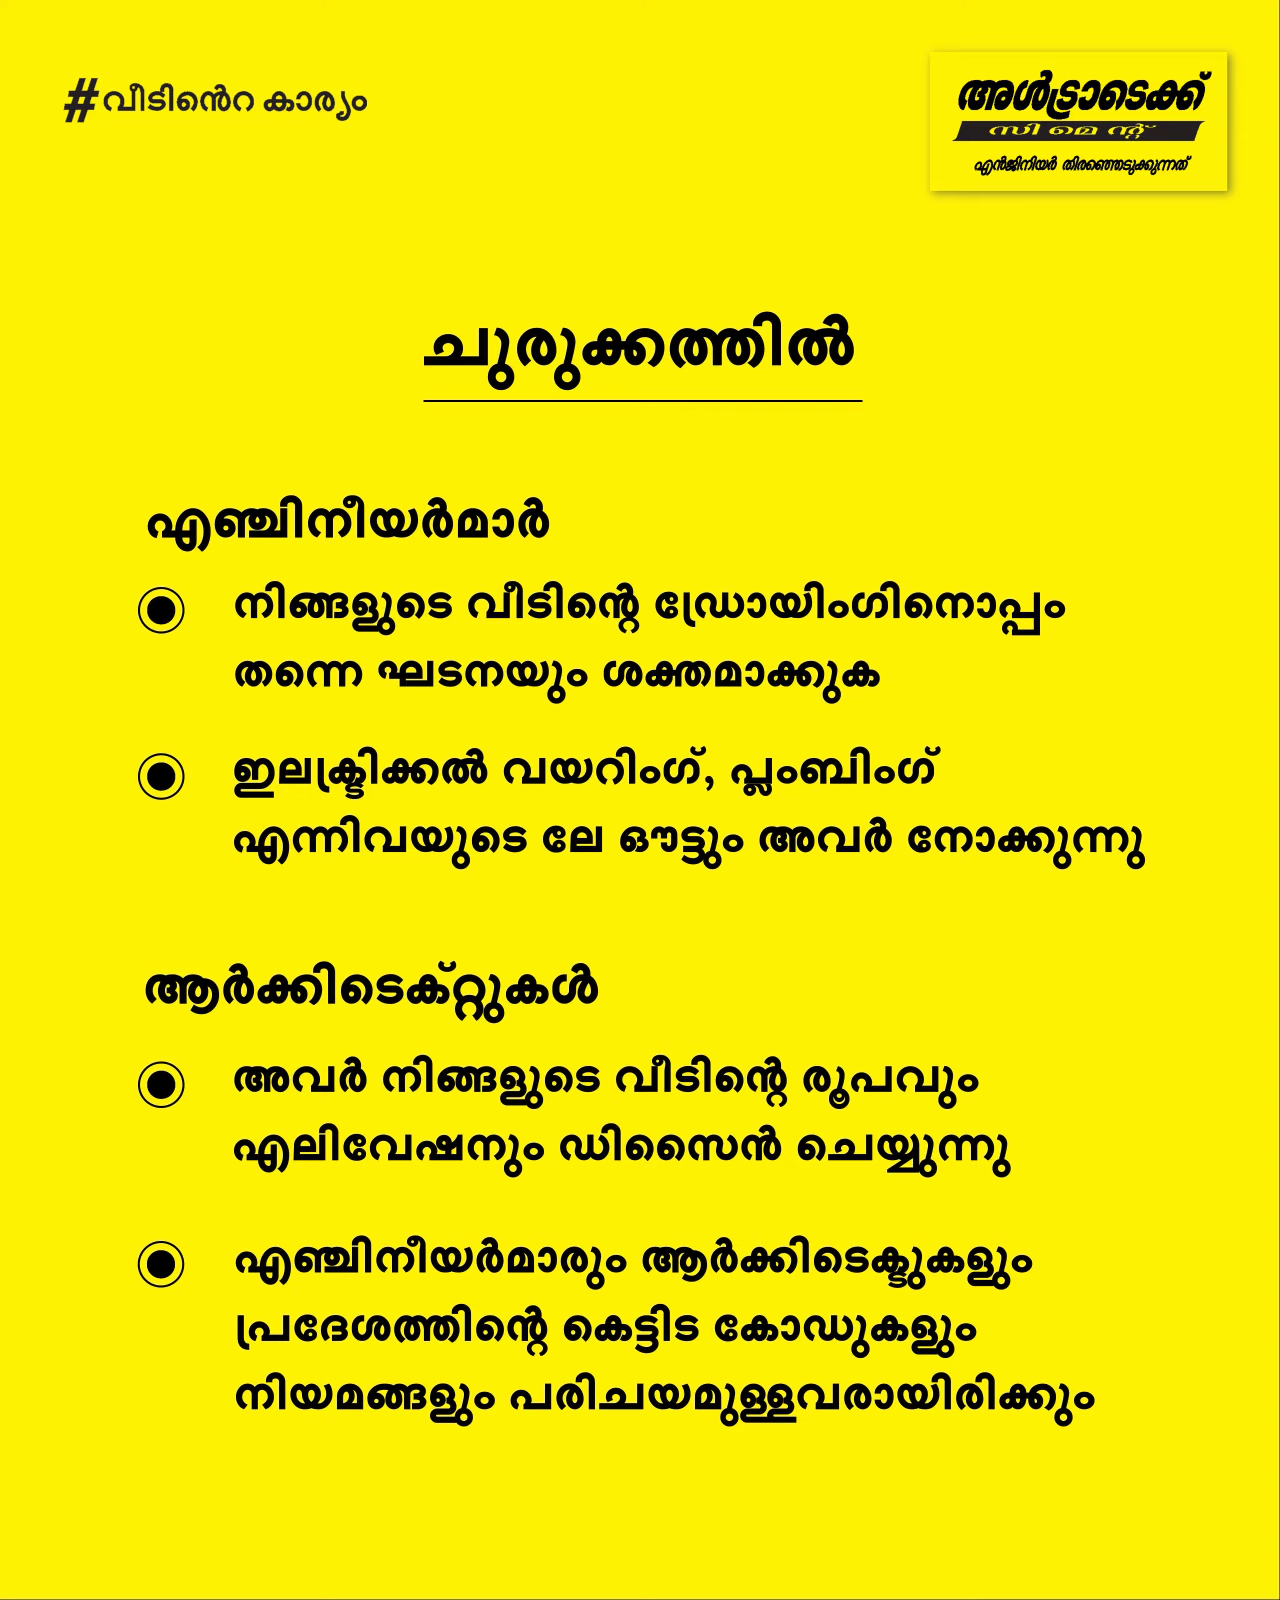 #വീടിൻെറ കാര്യം
അൾട്രാടെക്ക്
സിമെന്റ്
എൻജിനിയർ തിരഞ്ഞെടുക്കുന്നത്
ചുരുക്കത്തിൽ
എഞ്ചിനീയർമാർ
നിങ്ങളുടെ വീടിന്റെ ഡ്രോയിംഗിനൊപ്പം
തന്നെ ഘടനയും ശക്തമാക്കുക
ഇലക്ട്രിക്കൽ വയറിംഗ്, പ്ലംബിംഗ്
എന്നിവയുടെ ലേ ഔട്ടും അവർ നോക്കുന്നു
ആർക്കിടെക്റ്റുകൾ
അവർ നിങ്ങളുടെ വീടിന്റെ രൂപവും
എലിവേഷനും ഡിസൈൻ ചെയ്യുന്നു
എഞ്ചിനീയർമാരും ആർക്കിടെക്ടുകളും
പ്രദേശത്തിന്റെ കെട്ടിട കോഡുകളും
നിയമങ്ങളും പരിചയമുള്ളവരായിരിക്കും